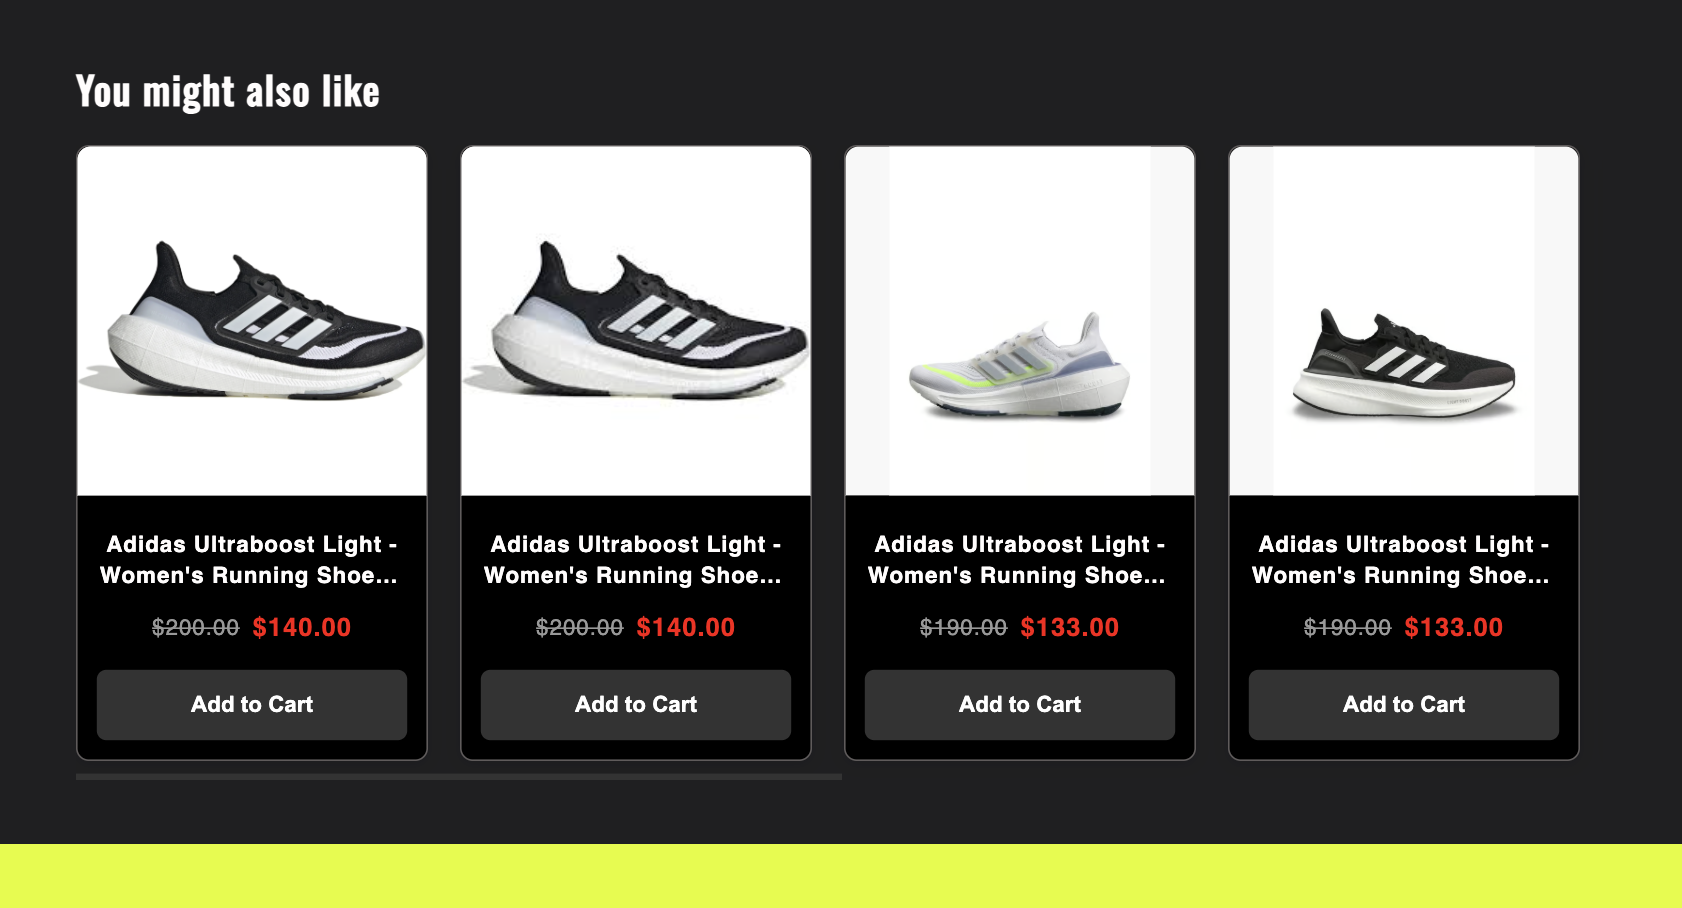 You might also like
Adidas Ultraboost Light -
Women's Running Shoe...
$200.00 $140.00
Add to Cart
Adidas Ultraboost Light -
Women's Running Shoe...
$200.00 $140.00
Add to Cart
Adidas Ultraboost Light -
Women's Running Shoe...
$190.00 $133.00
Add to Cart
Adidas Ultraboost Light -
Women's Running Shoe...
$190.00 $133.00
Add to Cart